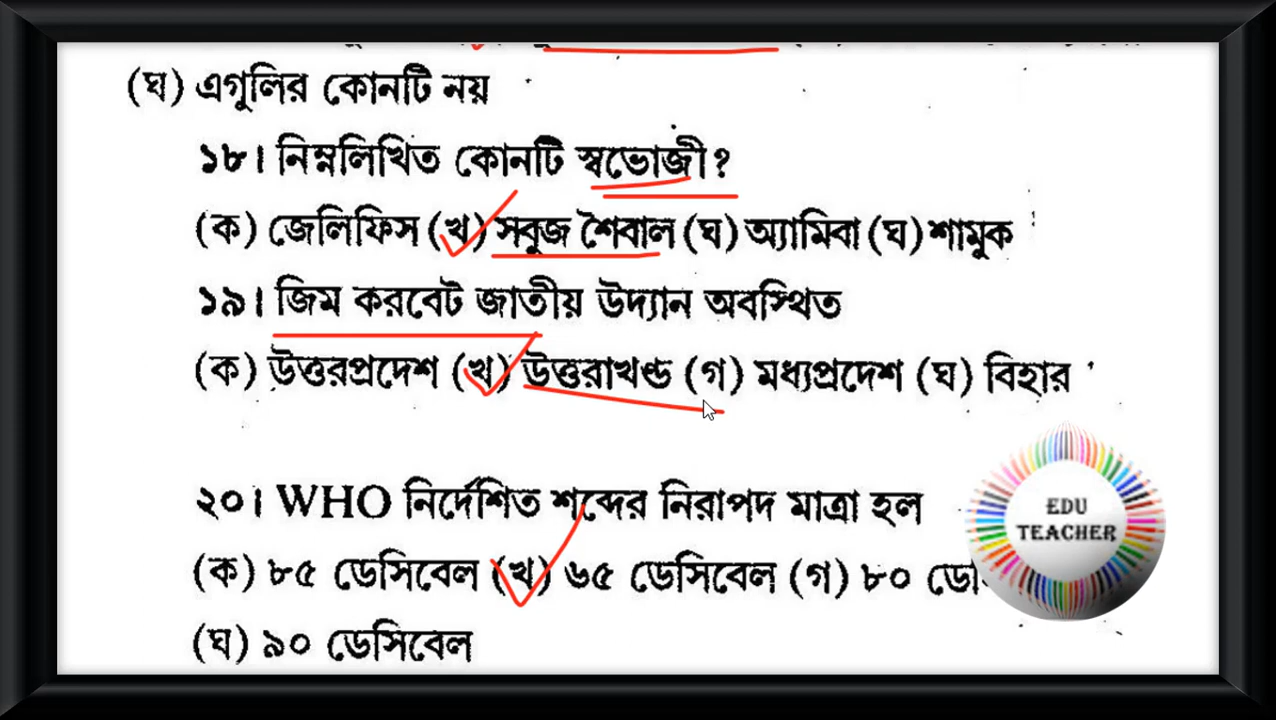 (ঘ) এগুলির কোনটি নয়
১৮। নিম্নলিখিত কোনটি স্বভোজী?
(ক) জেলিফিস (খ) সবুজ শৈবাল (ঘ) অ্যামিবা (ঘ) শামুক
১৯। জিম করবেট জাতীয় উদ্যান অবস্থিত
(ক) উত্তরপ্রদেশ (খ) উত্তরাখণ্ড (গ) মধ্যপ্রদেশ (ঘ) বিহার
২০। WHO নির্দেশিত শব্দের নিরাপদ মাত্রা হল
(ক) ৮৫ ডেসিবেল (খ) ৬৫ ডেসিবেল (গ) ৮০
(ঘ) ৯০ ডেসিবেল
EDU
TEACHER